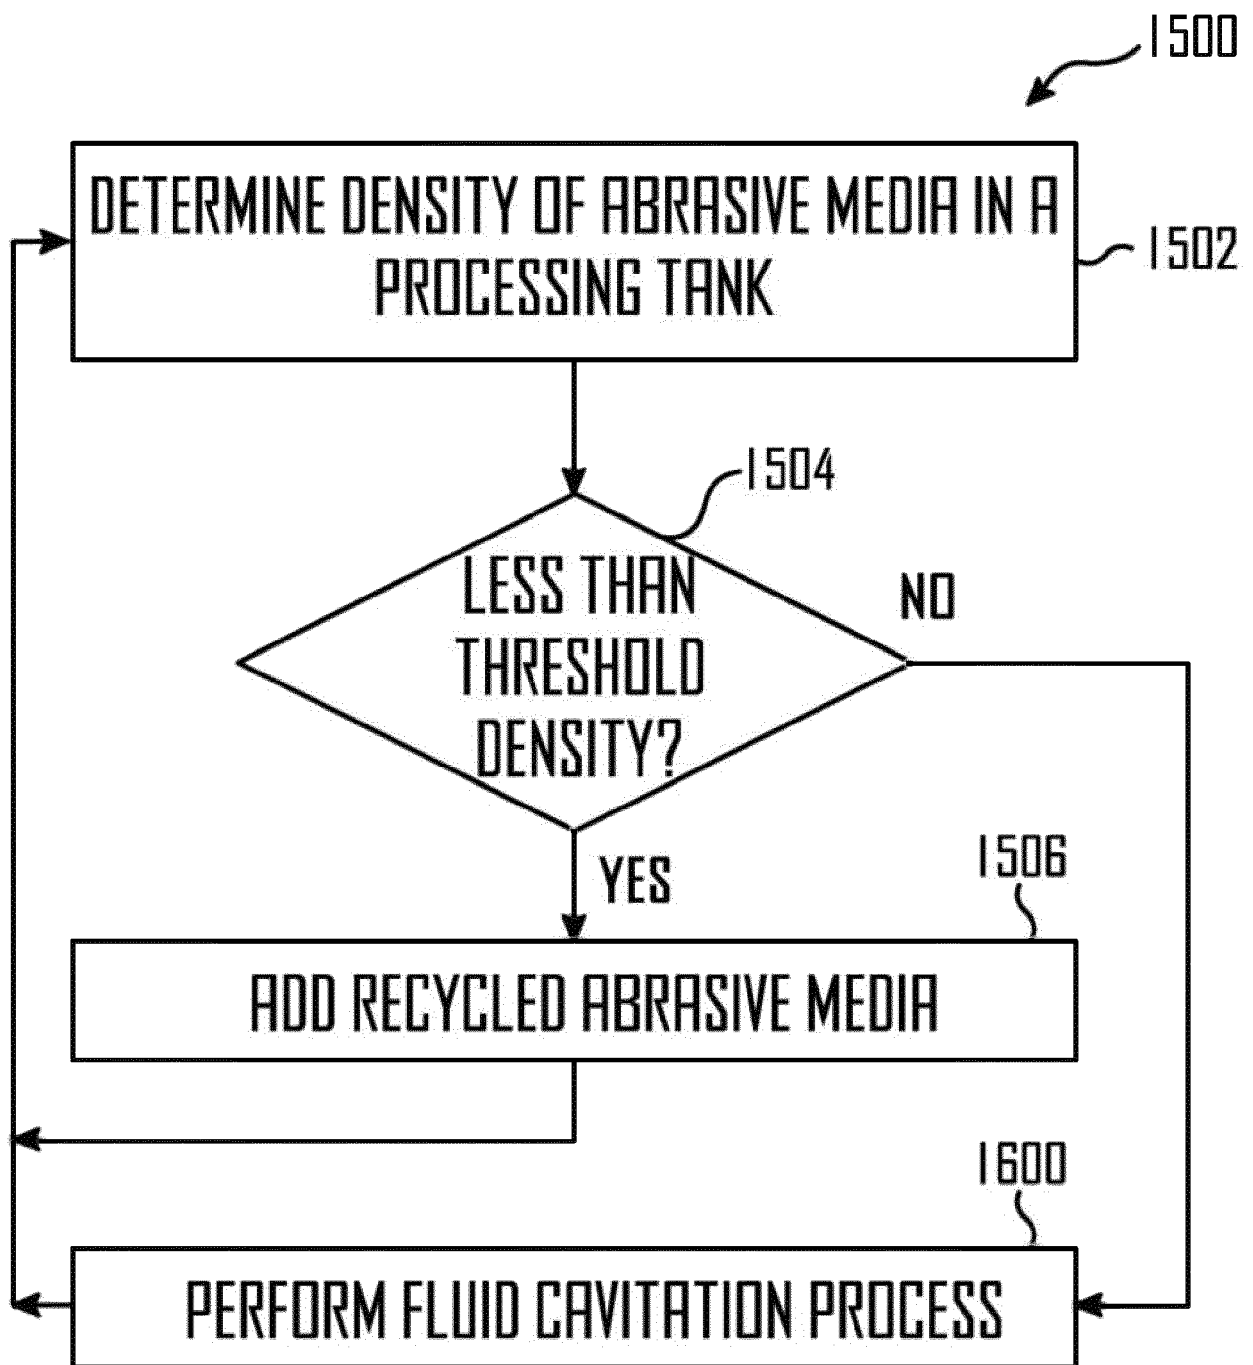 1500
DETERMINE DENSITY OF ABRASIVE MEDIA IN A
PROCESSING TANK
1502
1504
LESS THAN
THRESHOLD
DENSITY?
NO
YES
1506
ADD RECYCLED ABRASIVE MEDIA
1600
PERFORM FLUID CAVITATION PROCESS